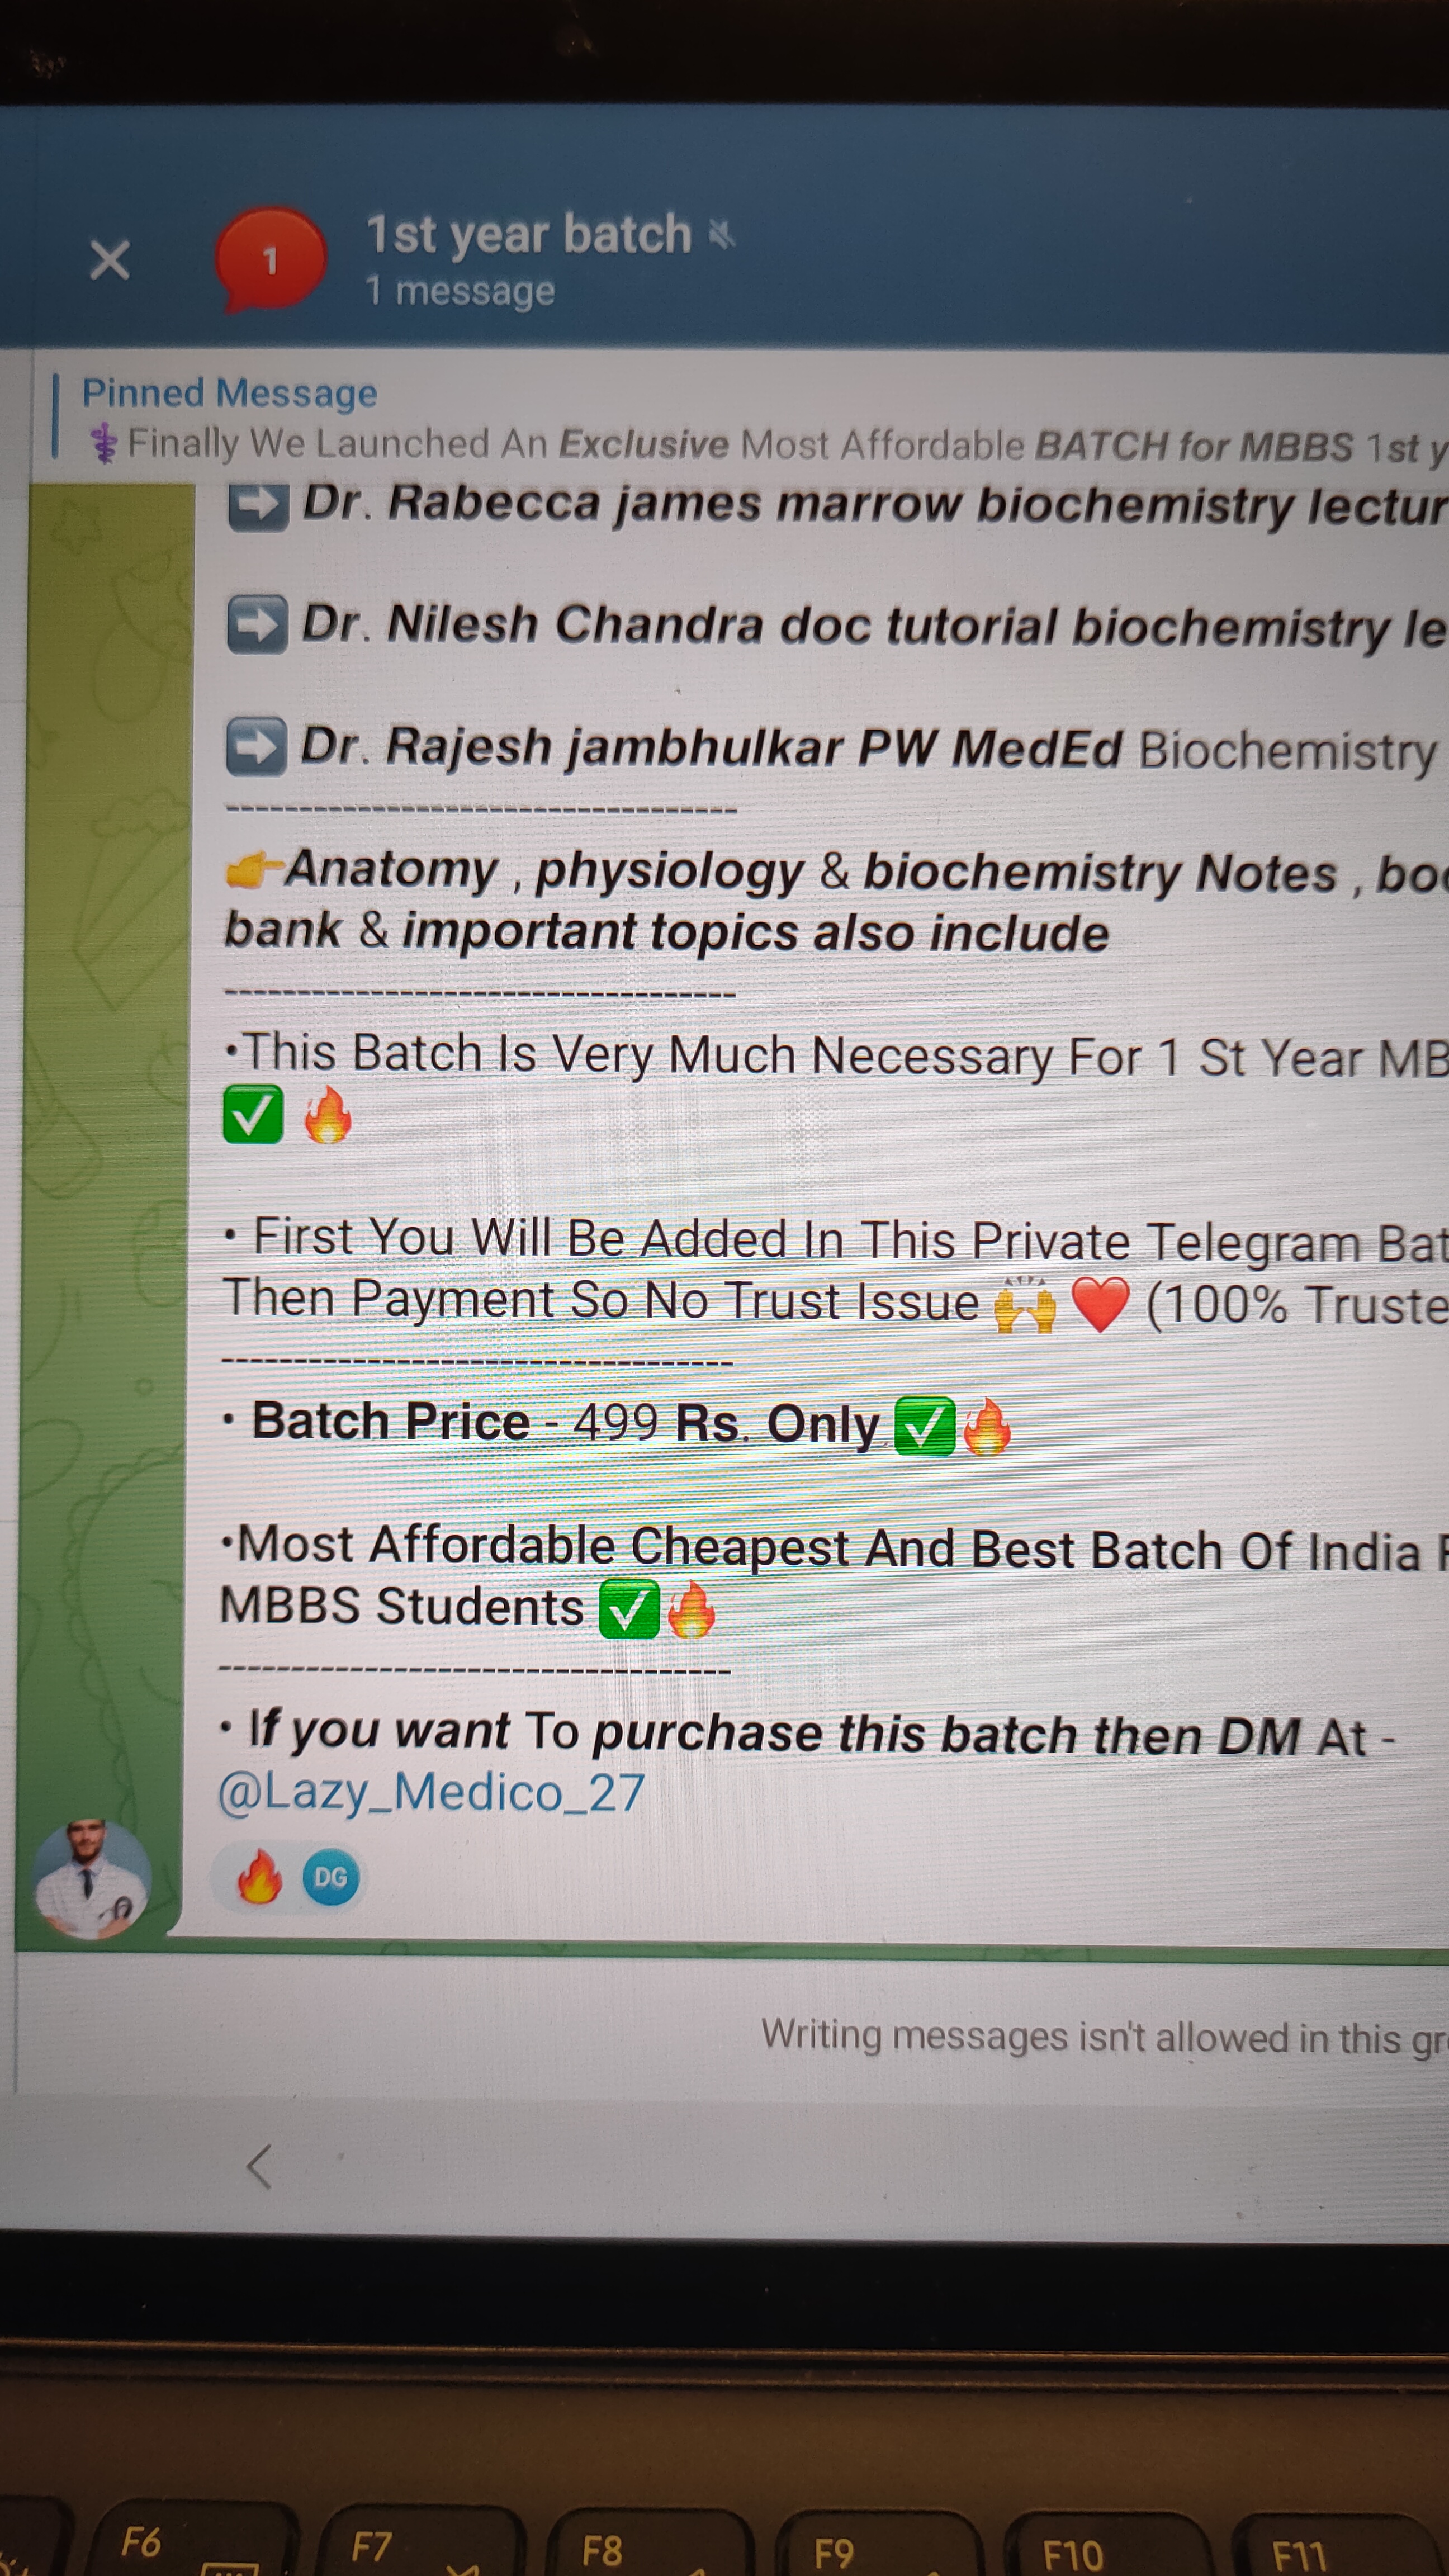 1
1st year batch
1 message
Pinned Message
Finally We Launched An Exclusive Most Affordable BATCH for MBBS 1st y
Dr. Rabecca james marrow biochemistry lectur
Dr. Nilesh Chandra doc tutorial biochemistry le
Dr. Rajesh jambhulkar PW MedEd Biochemistry
----------------------------------
👉Anatomy , physiology & biochemistry Notes , boo
bank & important topics also include
----------------------------------
•This Batch Is Very Much Necessary For 1 St Year MB
✅ 🔥
• First You Will Be Added In This Private Telegram Bat
Then Payment So No Trust Issue 🙌 ❤️ (100% Truste
----------------------------------
• Batch Price - 499 Rs. Only ✅🔥
•Most Affordable Cheapest And Best Batch Of India F
MBBS Students ✅🔥
----------------------------------
• If you want To purchase this batch then DM At -
@Lazy_Medico_27
🔥 DG
Writing messages isn't allowed in this gr
F6 F7 F8 F9 F10 F11